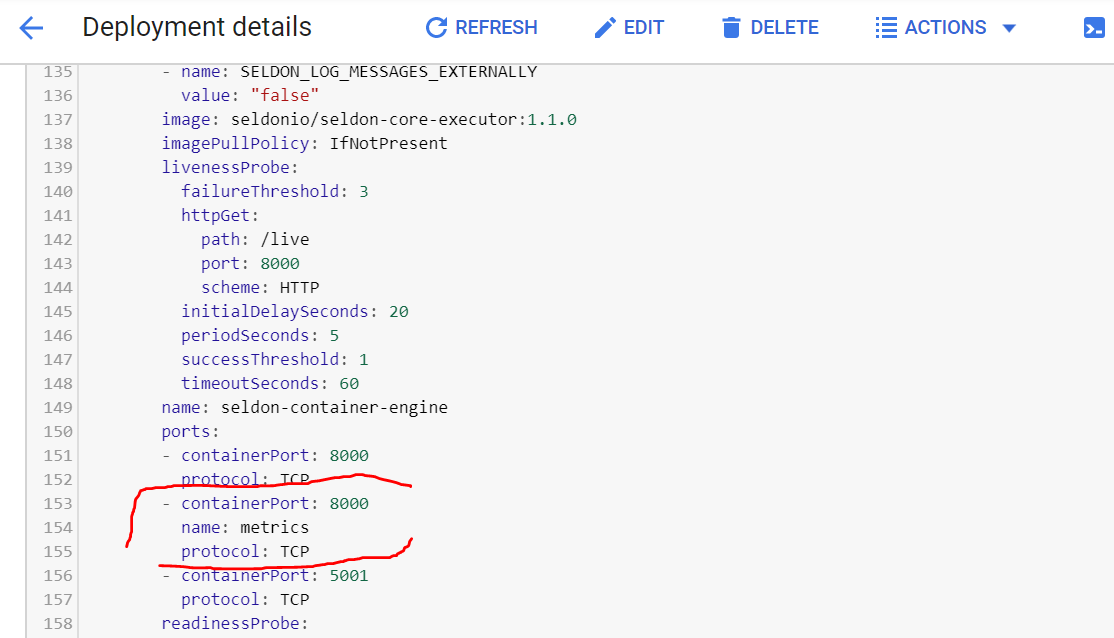 Deployment details REFRESH EDIT DELETE ACTIONS
135 - name: SELDON_LOG_MESSAGES_EXTERNALLY
136 value: "false"
137 image: seldonio/seldon-core-executor:1.1.0
138 imagePullPolicy: IfNotPresent
139 livenessProbe:
140 failureThreshold: 3
141 httpGet:
142 path: /live
143 port: 8000
144 scheme: HTTP
145 initialDelaySeconds: 20
146 periodSeconds: 5
147 successThreshold: 1
148 timeoutSeconds: 60
149 name: seldon-container-engine
150 ports:
151 - containerPort: 8000
152 protocol: TCP
153 - containerPort: 8000
154 name: metrics
155 protocol: TCP
156 - containerPort: 5001
157 protocol: TCP
158 readinessProbe: